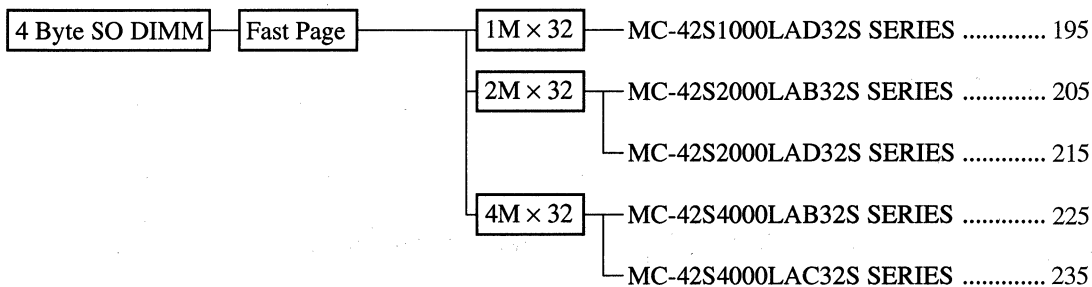 4 Byte SO DIMM Fast Page 1M × 32 MC-42S1000LAD32S SERIES ............. 195
2M × 32 MC-42S2000LAB32S SERIES ............. 205
MC-42S2000LAD32S SERIES ............. 215
4M × 32 MC-42S4000LAB32S SERIES ............. 225
MC-42S4000LAC32S SERIES ............. 235